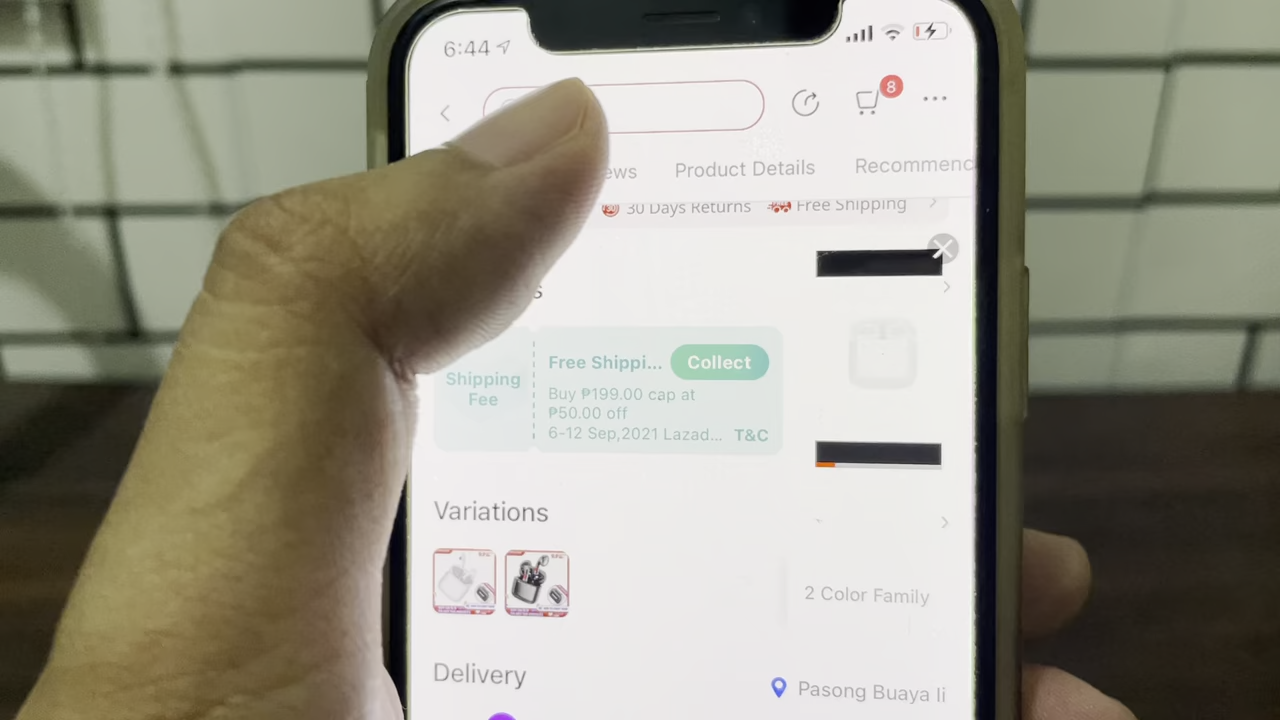 6:44
8
ews Product Details Recommenc
30 Days Returns Free Shipping
s
Shipping
Fee
Free Shippi... Collect
Buy ₱199.00 cap at
₱50.00 off
6-12 Sep,2021 Lazad... T&C
Variations
2 Color Family
Delivery
Pasong Buaya Ii